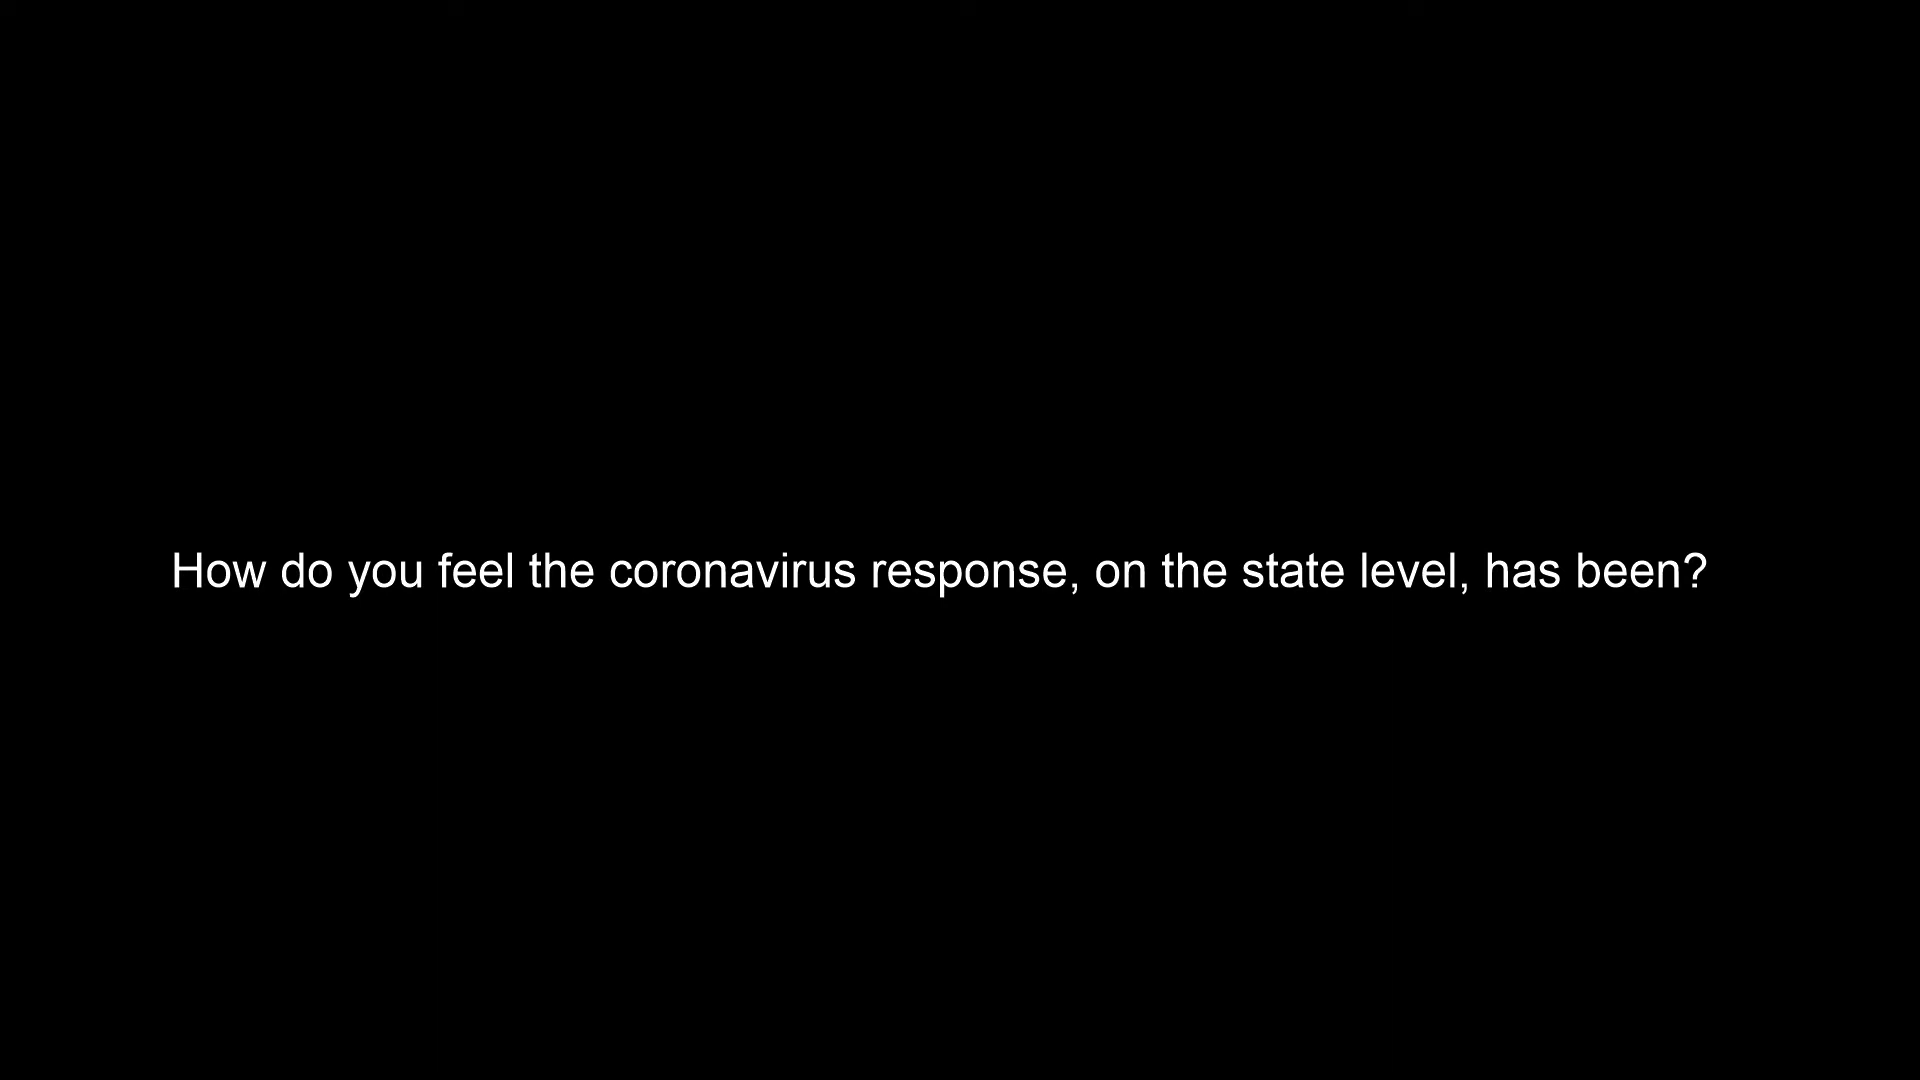 How do you feel the coronavirus response, on the state level, has been?